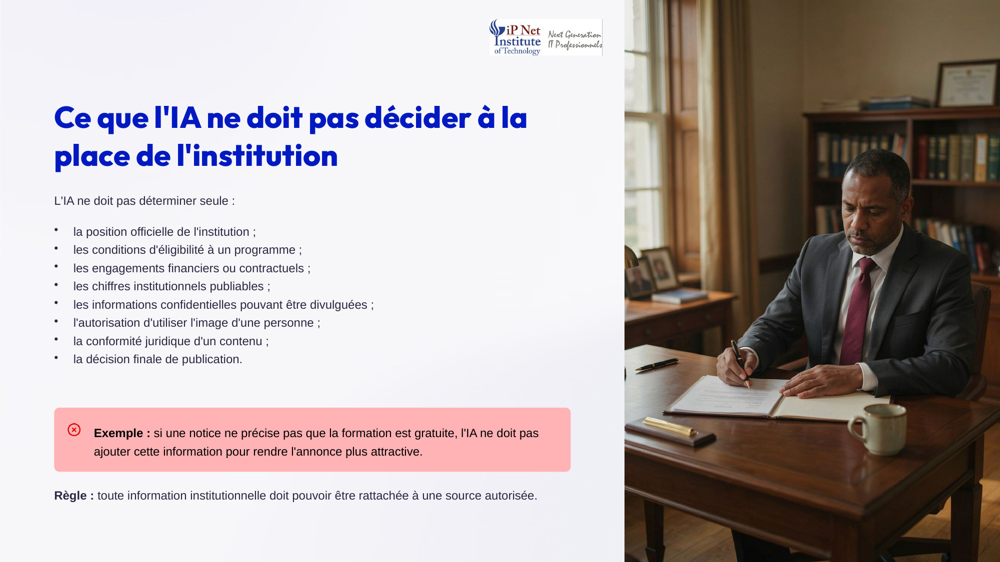 iP Net
Institute
of Technology
Next Generation
IT Professionnels
Ce que l'IA ne doit pas décider à la
place de l'institution
L'IA ne doit pas déterminer seule :
• la position officielle de l'institution ;
• les conditions d'éligibilité à un programme ;
• les engagements financiers ou contractuels ;
• les chiffres institutionnels publiables ;
• les informations confidentielles pouvant être divulguées ;
• l'autorisation d'utiliser l'image d'une personne ;
• la conformité juridique d'un contenu ;
• la décision finale de publication.
Exemple : si une notice ne précise pas que la formation est gratuite, l'IA ne doit pas
ajouter cette information pour rendre l'annonce plus attractive.
Règle : toute information institutionnelle doit pouvoir être rattachée à une source autorisée.